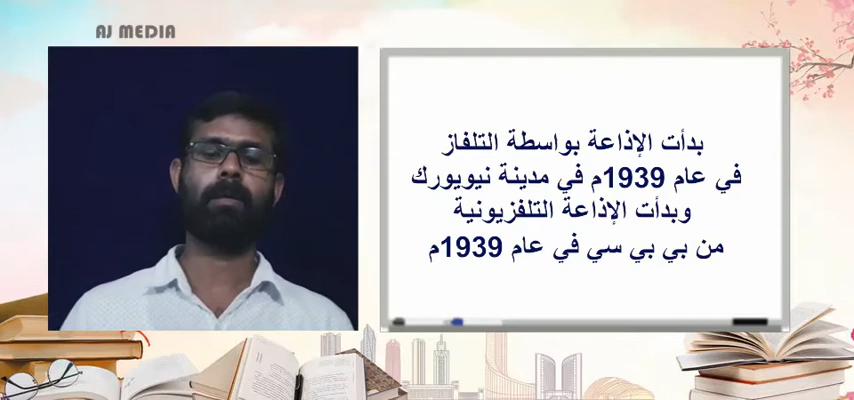 AJ MEDIA
بدأت الإذاعة بواسطة التلفاز
في عام 1939م في مدينة نيويورك
وبدأت الإذاعة التلفزيونية
من بي بي سي في عام 1939م